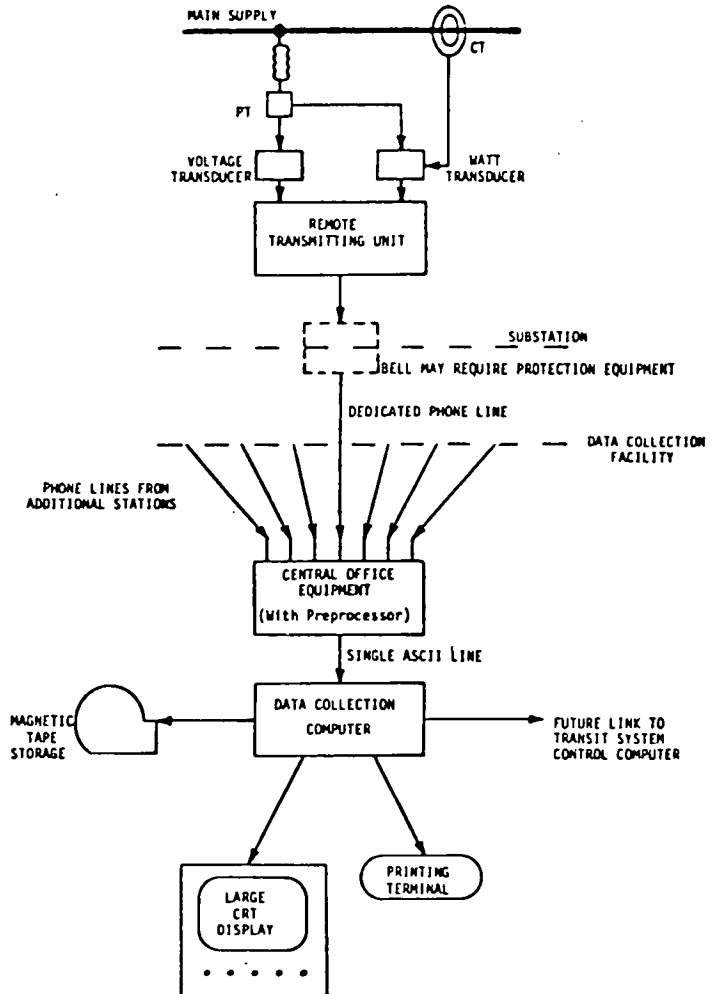 MAIN SUPPLY
CT
PT
VOLTAGE
TRANSDUCER
WATT
TRANSDUCER
REMOTE
TRANSMITTING UNIT
SUBSTATION
BELL MAY REQUIRE PROTECTION EQUIPMENT
DEDICATED PHONE LINE
DATA COLLECTION
FACILITY
PHONE LINES FROM
ADDITIONAL STATIONS
CENTRAL OFFICE
EQUIPMENT
(With Preprocessor)
SINGLE ASCII LINE
DATA COLLECTION
COMPUTER
MAGNETIC
TAPE
STORAGE
FUTURE LINK TO
TRANSIT SYSTEM
CONTROL COMPUTER
PRINTING
TERMINAL
LARGE
CRT
DISPLAY